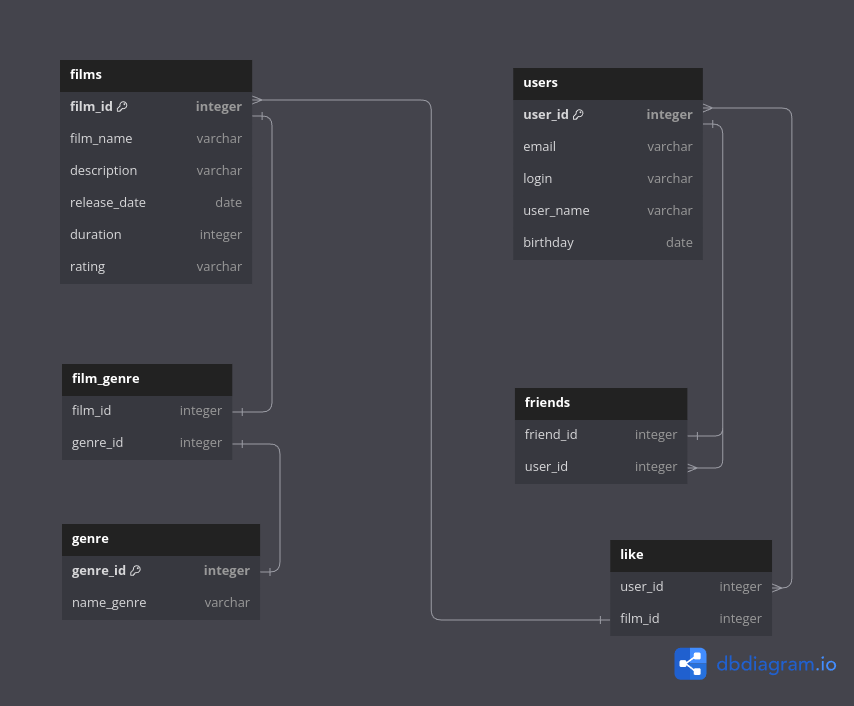 films
film_id integer
film_name varchar
description varchar
release_date date
duration integer
rating varchar
users
user_id integer
email varchar
login varchar
user_name varchar
birthday date
film_genre
film_id integer
genre_id integer
friends
friend_id integer
user_id integer
genre
genre_id integer
name_genre varchar
like
user_id integer
film_id integer
dbdiagram.io